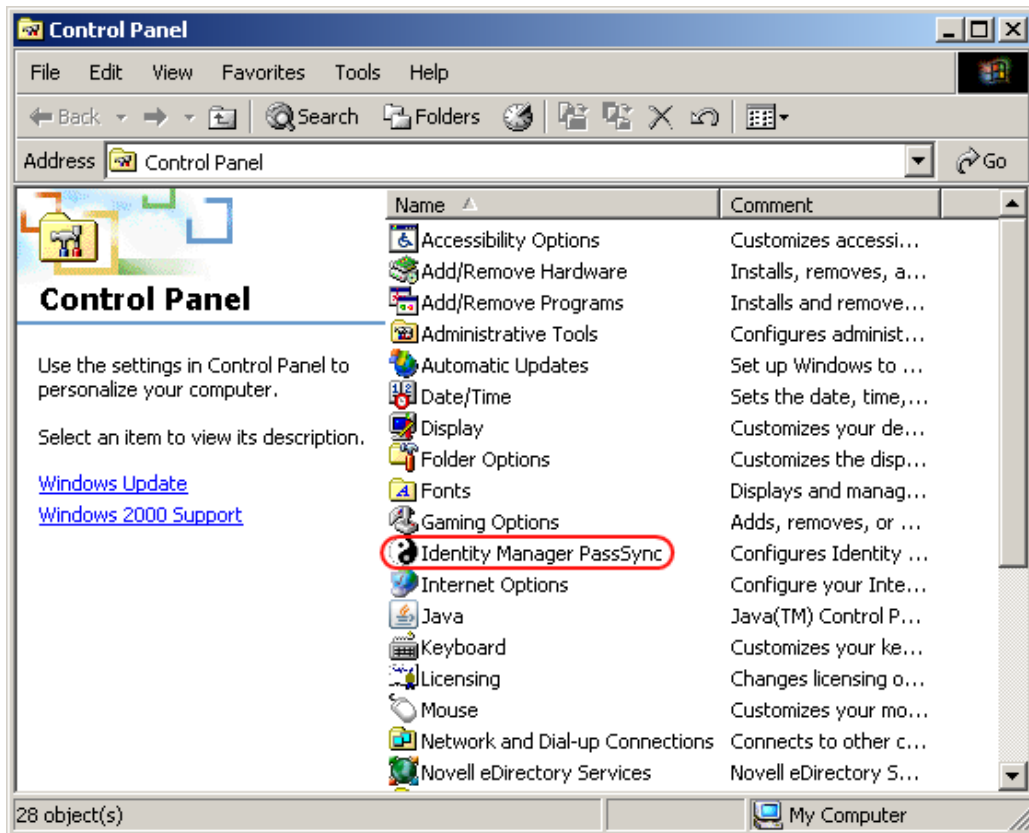 Control Panel
File Edit View Favorites Tools Help
Back Search Folders
Address Control Panel Go
Name Comment
Control Panel
Use the settings in Control Panel to
personalize your computer.
Select an item to view its description.
Windows Update
Windows 2000 Support
Accessibility Options Customizes accessi...
Add/Remove Hardware Installs, removes, a...
Add/Remove Programs Installs and remove...
Administrative Tools Configures administ...
Automatic Updates Set up Windows to ...
Date/Time Sets the date, time,...
Display Customizes your de...
Folder Options Customizes the disp...
Fonts Displays and manag...
Gaming Options Adds, removes, or ...
Identity Manager PassSync Configures Identity ...
Internet Options Configure your Inte...
Java Java(TM) Control P...
Keyboard Customizes your ke...
Licensing Changes licensing o...
Mouse Customizes your mo...
Network and Dial-up Connections Connects to other c...
Novell eDirectory Services Novell eDirectory S...
28 object(s) My Computer